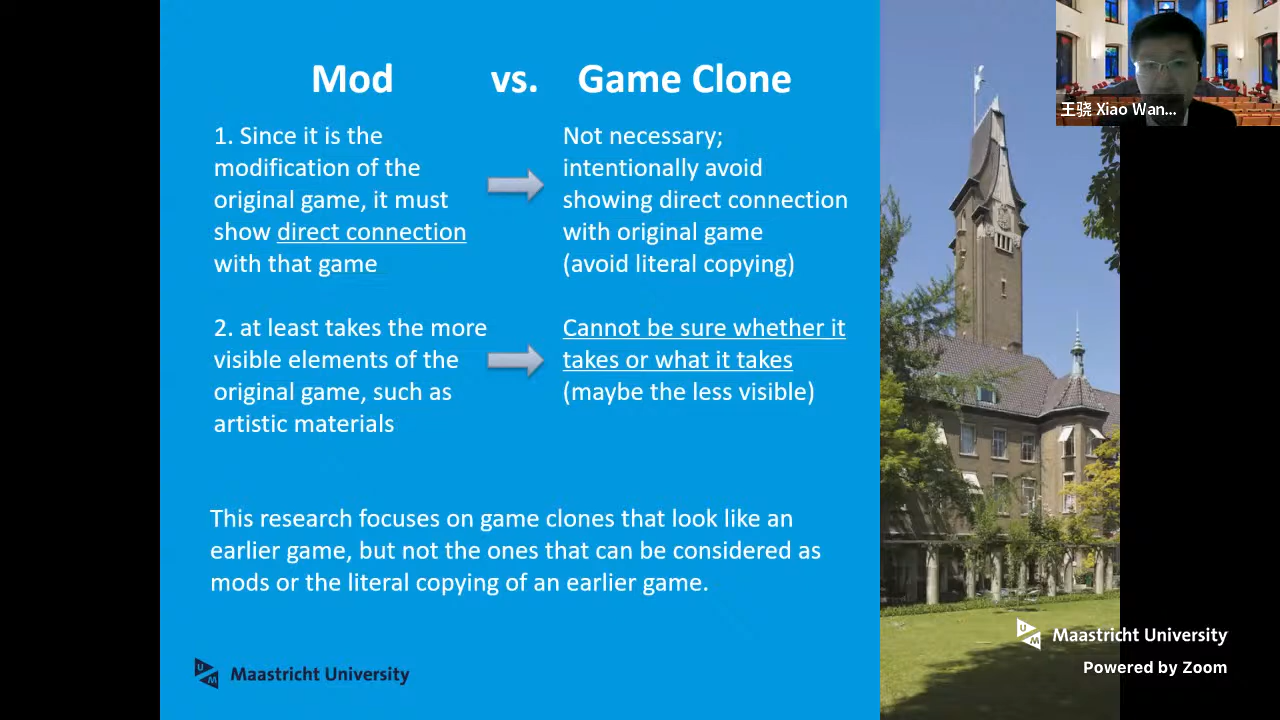 Mod vs. Game Clone
1. Since it is the
modification of the
original game, it must
show direct connection
with that game
Not necessary;
intentionally avoid
showing direct connection
with original game
(avoid literal copying)
2. at least takes the more
visible elements of the
original game, such as
artistic materials
Cannot be sure whether it
takes or what it takes
(maybe the less visible)
This research focuses on game clones that look like an
earlier game, but not the ones that can be considered as
mods or the literal copying of an earlier game.
UM Maastricht University
王骁 Xiao Wan...
UM Maastricht University
Powered by Zoom